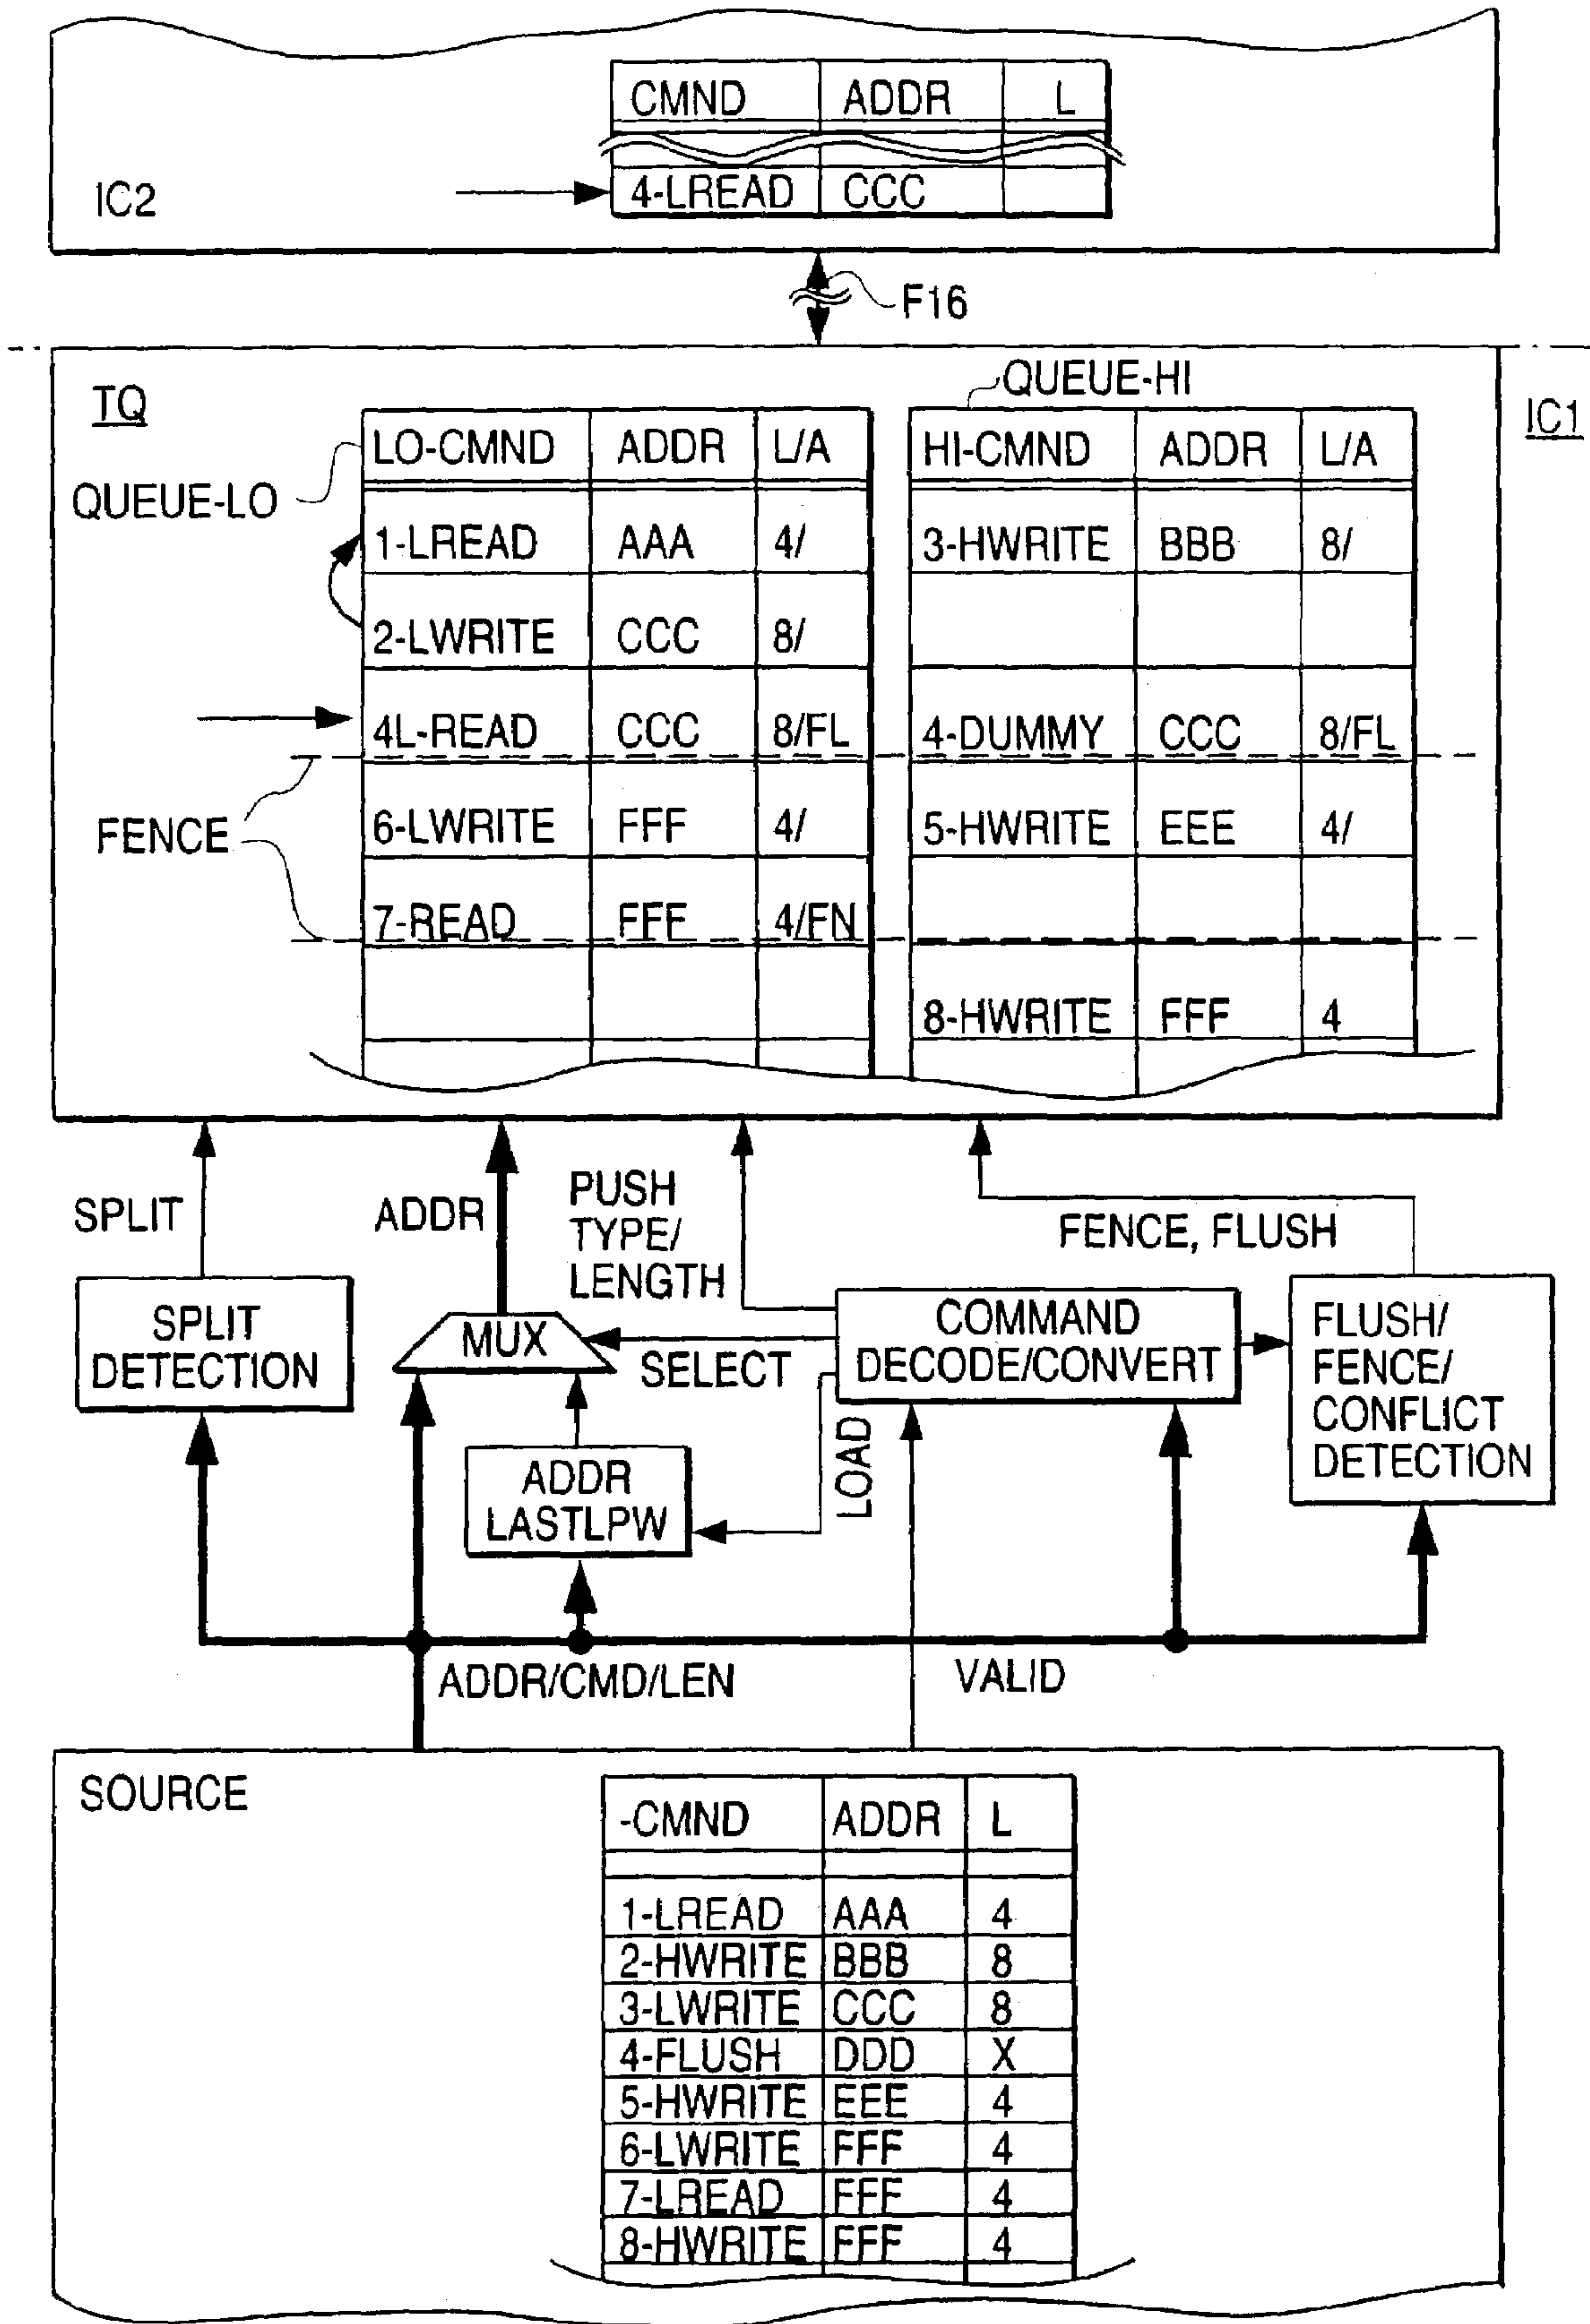 CMND ADDR L
4-LREAD CCC
IC2
F16
TQ
QUEUE-HI
IC1
LO-CMND ADDR L/A HI-CMND ADDR L/A
QUEUE-LO
1-LREAD AAA 4/ 3-HWRITE BBB 8/
2-LWRITE CCC 8/
4L-READ CCC 8/FL 4-DUMMY CCC 8/FL
FENCE
6-LWRITE FFF 4/ 5-HWRITE EEE 4/
7-READ FFF 4/FN
8-HWRITE FFF 4
SPLIT
ADDR
PUSH
TYPE/
LENGTH
FENCE, FLUSH
SPLIT
DETECTION
MUX
SELECT
COMMAND
DECODE/CONVERT
FLUSH/
FENCE/
CONFLICT
DETECTION
ADDR
LASTLPW
LOAD
ADDR/CMD/LEN
VALID
SOURCE
-CMND ADDR L
1-LREAD AAA 4
2-HWRITE BBB 8
3-LWRITE CCC 8
4-FLUSH DDD X
5-HWRITE EEE 4
6-LWRITE FFF 4
7-LREAD FFF 4
8-HWRITE FFF 4